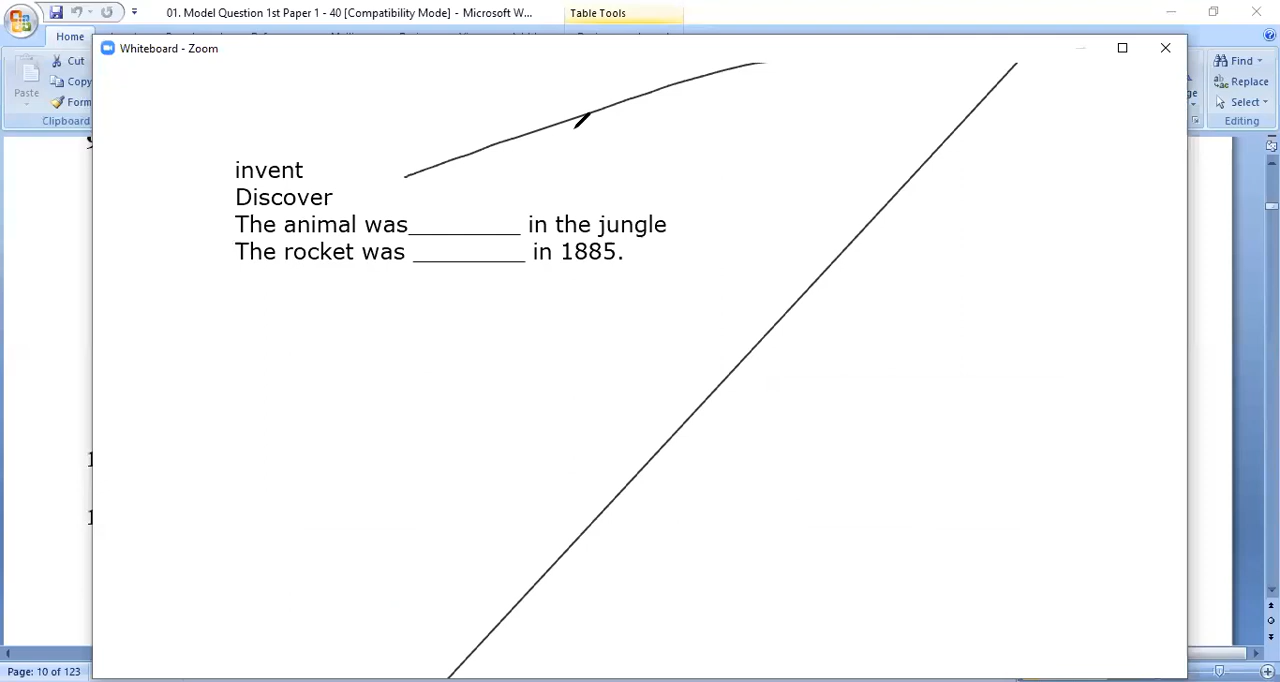 01. Model Question 1st Paper 1 - 40 [Compatibility Mode] - Microsoft W...
Table Tools
Home
Cut
Copy
Form
Paste
Clipboard
Find
Replace
Select
Editing
Whiteboard - Zoom
invent
Discover
The animal was_________ in the jungle
The rocket was _________ in 1885.
Page: 10 of 123